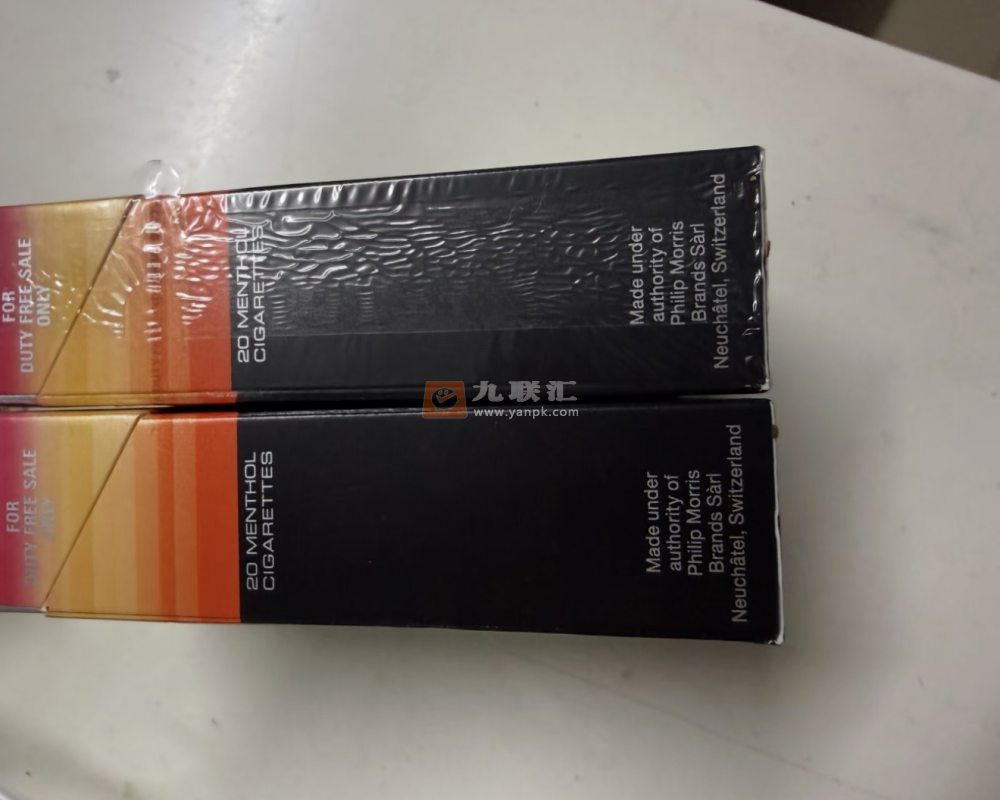 FOR
DUTY FREE SALE
ONLY
20 MENTHOL
CIGARETTES
Made under
authority of
Philip Morris
Brands Sàrl
Neuchâtel, Switzerland
九联汇
www.yanpk.com
FOR
DUTY FREE SALE
ONLY
20 MENTHOL
CIGARETTES
Made under
authority of
Philip Morris
Brands Sàrl
Neuchâtel, Switzerland